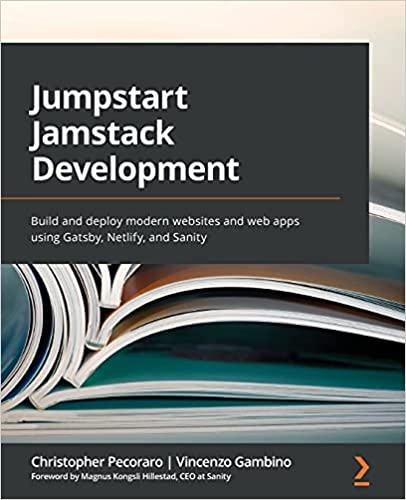 Jumpstart
Jamstack
Development
Build and deploy modern websites and web apps
using Gatsby, Netlify, and Sanity
Christopher Pecoraro | Vincenzo Gambino
Foreword by Magnus Kongsli Hillestad, CEO at Sanity